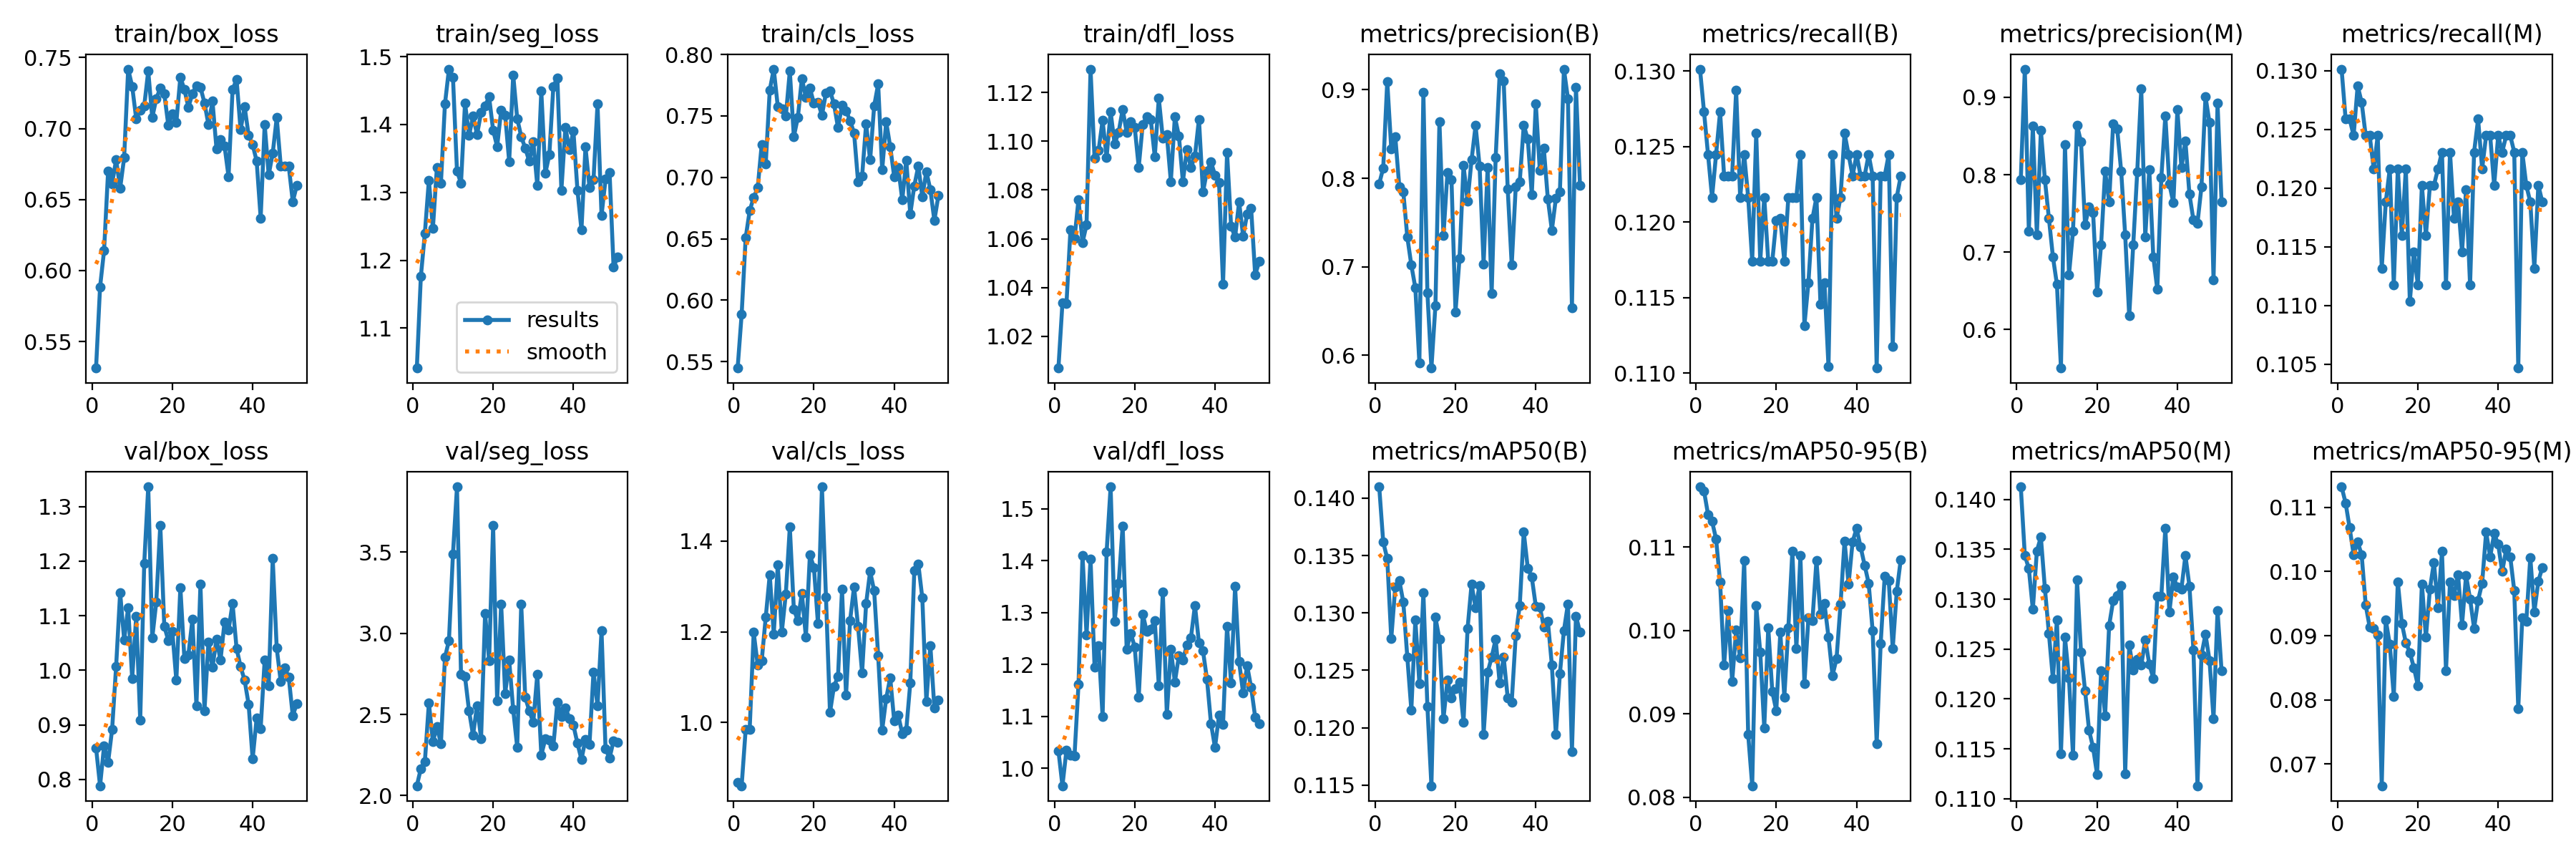 train/box_loss
train/seg_loss
train/cls_loss
train/dfl_loss
metrics/precision(B)
metrics/recall(B)
metrics/precision(M)
metrics/recall(M)
0.75
0.70
0.65
0.60
0.55
0 20 40
1.5
1.4
1.3
1.2
1.1
results
smooth
0 20 40
0.80
0.75
0.70
0.65
0.60
0.55
0 20 40
1.12
1.10
1.08
1.06
1.04
1.02
0 20 40
0.9
0.8
0.7
0.6
0 20 40
0.130
0.125
0.120
0.115
0.110
0 20 40
0.9
0.8
0.7
0.6
0 20 40
0.130
0.125
0.120
0.115
0.110
0.105
0 20 40
val/box_loss
val/seg_loss
val/cls_loss
val/dfl_loss
metrics/mAP50(B)
metrics/mAP50-95(B)
metrics/mAP50(M)
metrics/mAP50-95(M)
1.3
1.2
1.1
1.0
0.9
0.8
0 20 40
3.5
3.0
2.5
2.0
0 20 40
1.4
1.2
1.0
0 20 40
1.5
1.4
1.3
1.2
1.1
1.0
0 20 40
0.140
0.135
0.130
0.125
0.120
0.115
0 20 40
0.11
0.10
0.09
0.08
0 20 40
0.140
0.135
0.130
0.125
0.120
0.115
0.110
0 20 40
0.11
0.10
0.09
0.08
0.07
0 20 40